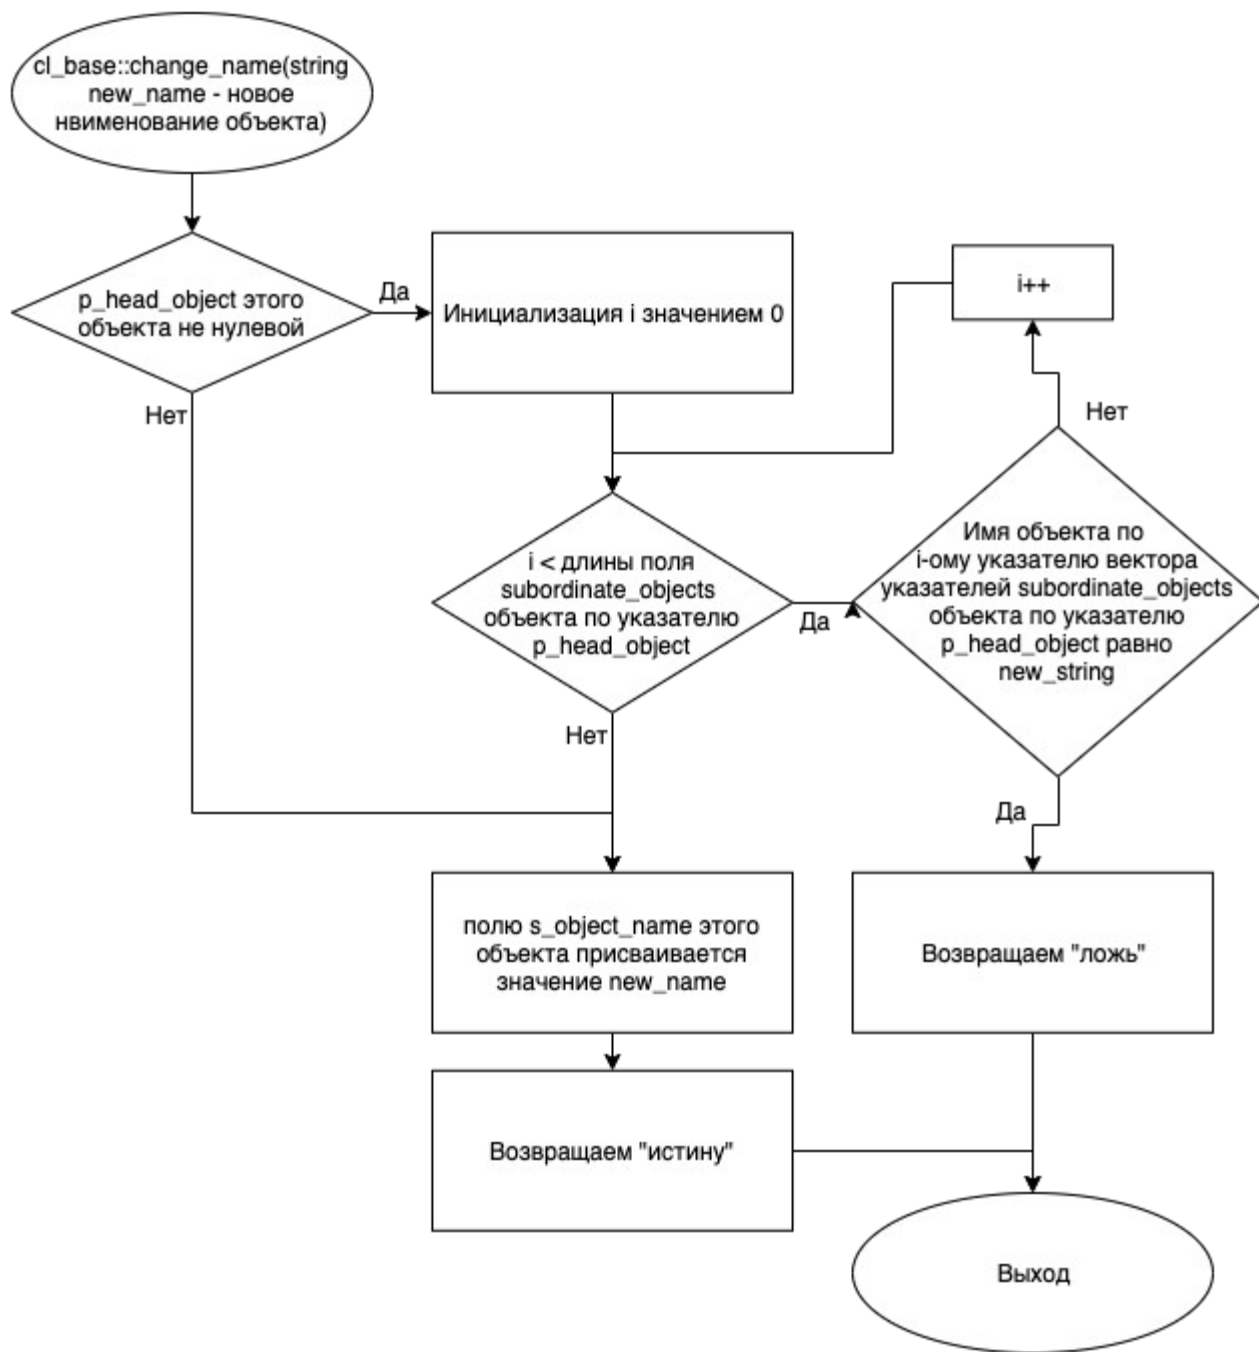 cl_base::change_name(string
new_name - новое
нвименование объекта)
p_head_object этого
объекта не нулевой
Да
Инициализация i значением 0
i++
Нет
Нет
i < длины поля
subordinate_objects
объекта по указателю
p_head_object
Да
Имя объекта по
i-ому указателю вектора
указателей subordinate_objects
объекта по указателю
p_head_object равно
new_string
Нет
Да
полю s_object_name этого
объекта присваивается
значение new_name
Возвращаем "ложь"
Возвращаем "истину"
Выход